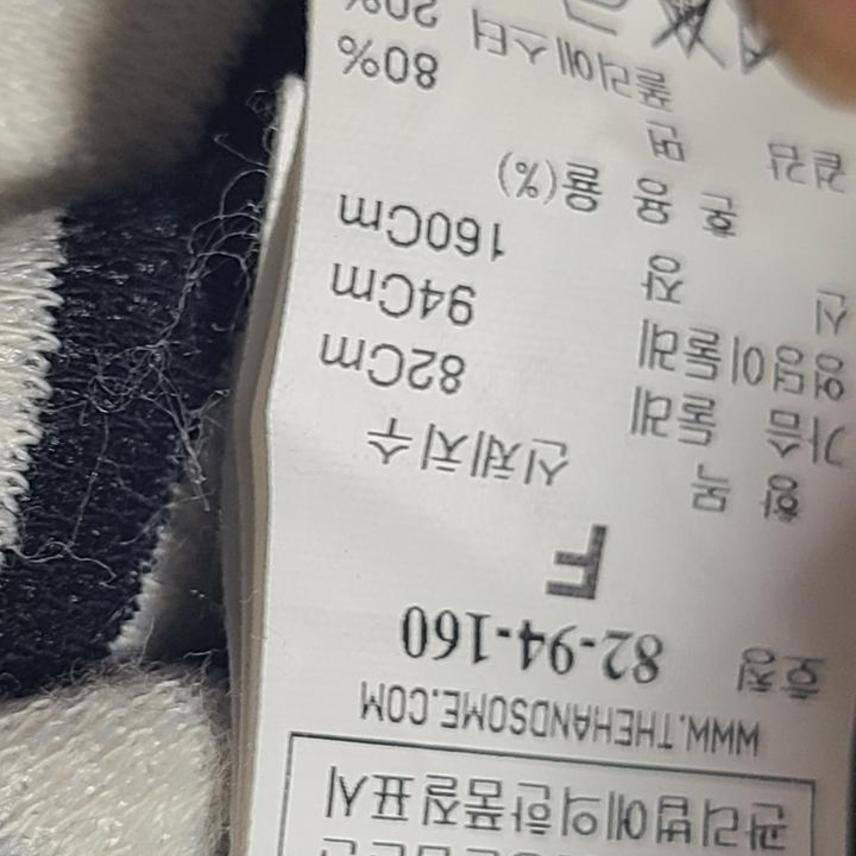 관리법에의한품질표시
WWW.THEHANDSOME.COM
호칭 82-94-160
F
항 목 신체치수
가슴 둘레 82Cm
엉덩이둘레 94Cm
신 장 160Cm
혼 용 률(%)
겉감 면 80%
폴리에스터 20%